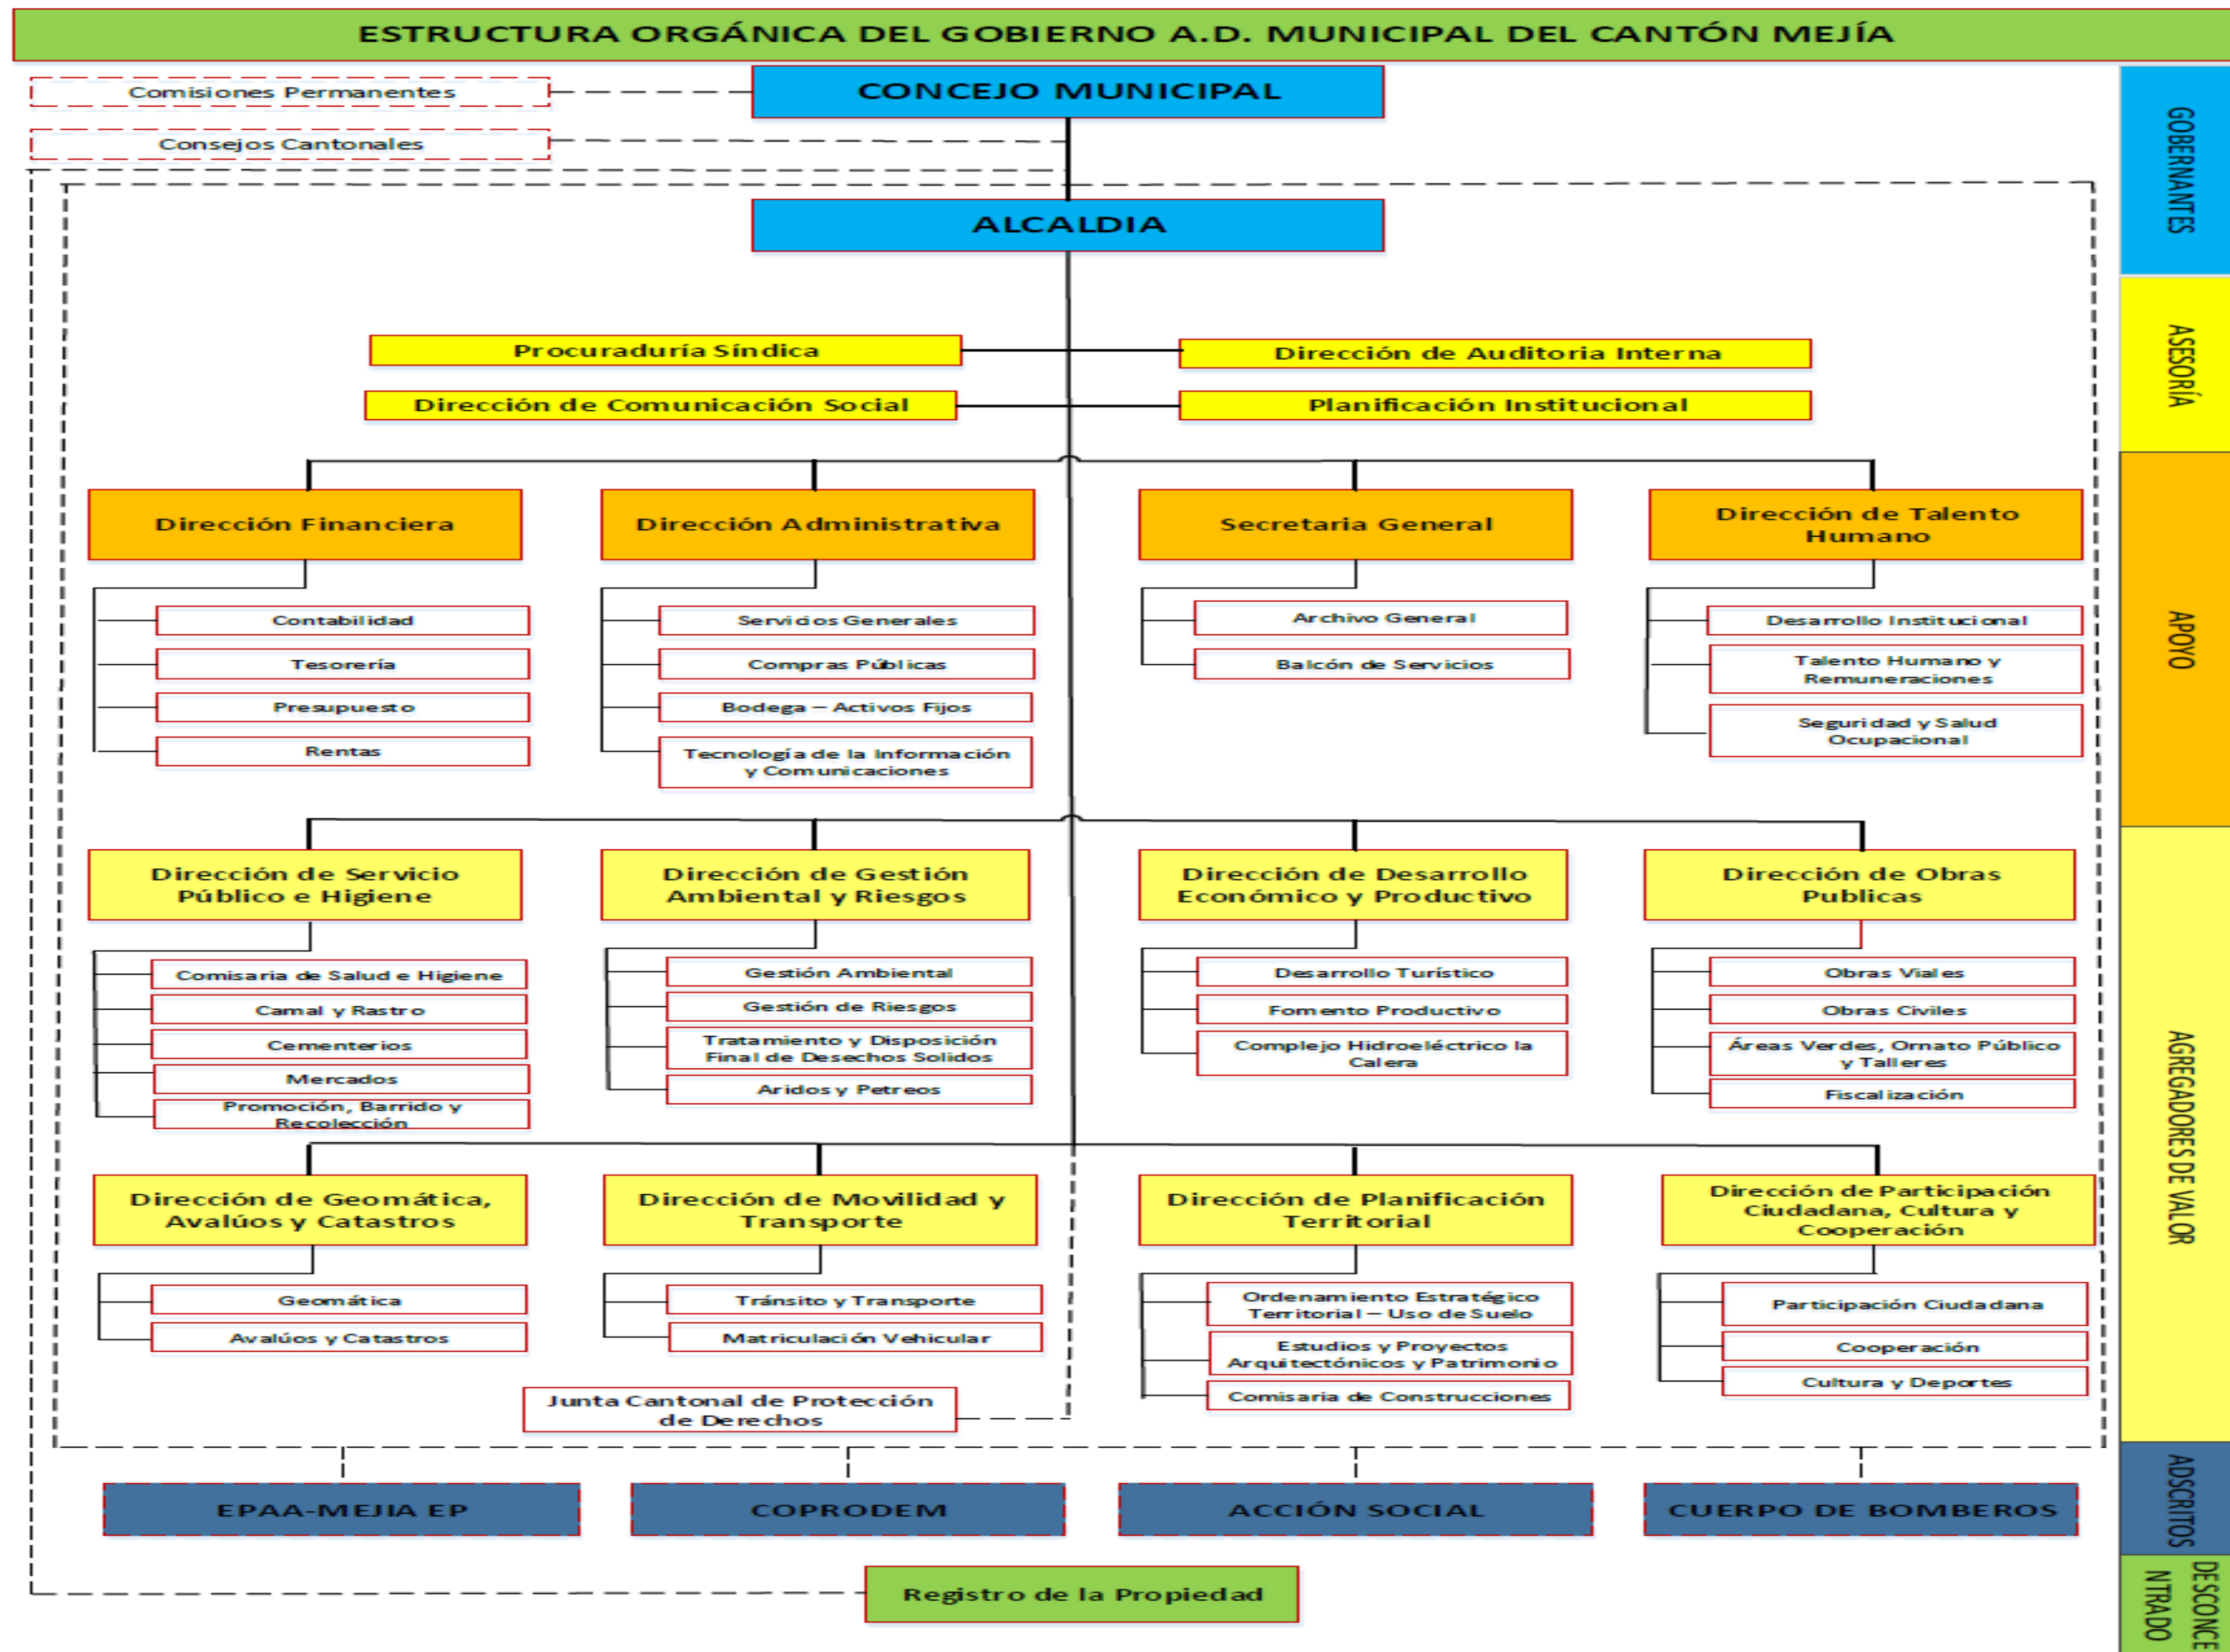 ESTRUCTURA ORGÁNICA DEL GOBIERNO A.D. MUNICIPAL DEL CANTÓN MEJÍA
Comisiones Permanentes
CONCEJO MUNICIPAL
Consejos Cantonales
ALCALDIA
GOBERNANTES
Procuraduría Síndica
Dirección de Auditoria Interna
Dirección de Comunicación Social
Planificación Institucional
ASESORÍA
Dirección Financiera
Contabilidad
Tesorería
Presupuesto
Rentas
Dirección Administrativa
Servicios Generales
Compras Públicas
Bodega – Activos Fijos
Tecnología de la Información
y Comunicaciones
Secretaria General
Archivo General
Balcón de Servicios
Dirección de Talento
Humano
Desarrollo Institucional
Talento Humano y
Remuneraciones
Seguridad y Salud
Ocupacional
APOYO
Dirección de Servicio
Público e Higiene
Comisaria de Salud e Higiene
Camal y Rastro
Cementerios
Mercados
Promoción, Barrido y
Recolección
Dirección de Gestión
Ambiental y Riesgos
Gestión Ambiental
Gestión de Riesgos
Tratamiento y Disposición
Final de Desechos Solidos
Aridos y Petreos
Dirección de Desarrollo
Económico y Productivo
Desarrollo Turístico
Fomento Productivo
Complejo Hidroeléctrico la
Calera
Dirección de Obras
Publicas
Obras Viales
Obras Civiles
Áreas Verdes, Ornato Público
y Talleres
Fiscalización
Dirección de Geomática,
Avalúos y Catastros
Geomática
Avalúos y Catastros
Dirección de Movilidad y
Transporte
Tránsito y Transporte
Matriculación Vehicular
Dirección de Planificación
Territorial
Ordenamiento Estratégico
Territorial – Uso de Suelo
Estudios y Proyectos
Arquitectónicos y Patrimonio
Comisaria de Construcciones
Dirección de Participación
Ciudadana, Cultura y
Cooperación
Participación Ciudadana
Cooperación
Cultura y Deportes
Junta Cantonal de Protección
de Derechos
AGREGADORES DE VALOR
EPAA-MEJIA EP
COPRODEM
ACCIÓN SOCIAL
CUERPO DE BOMBEROS
ADSCRITOS
Registro de la Propiedad
DESCONCE
NTRADO